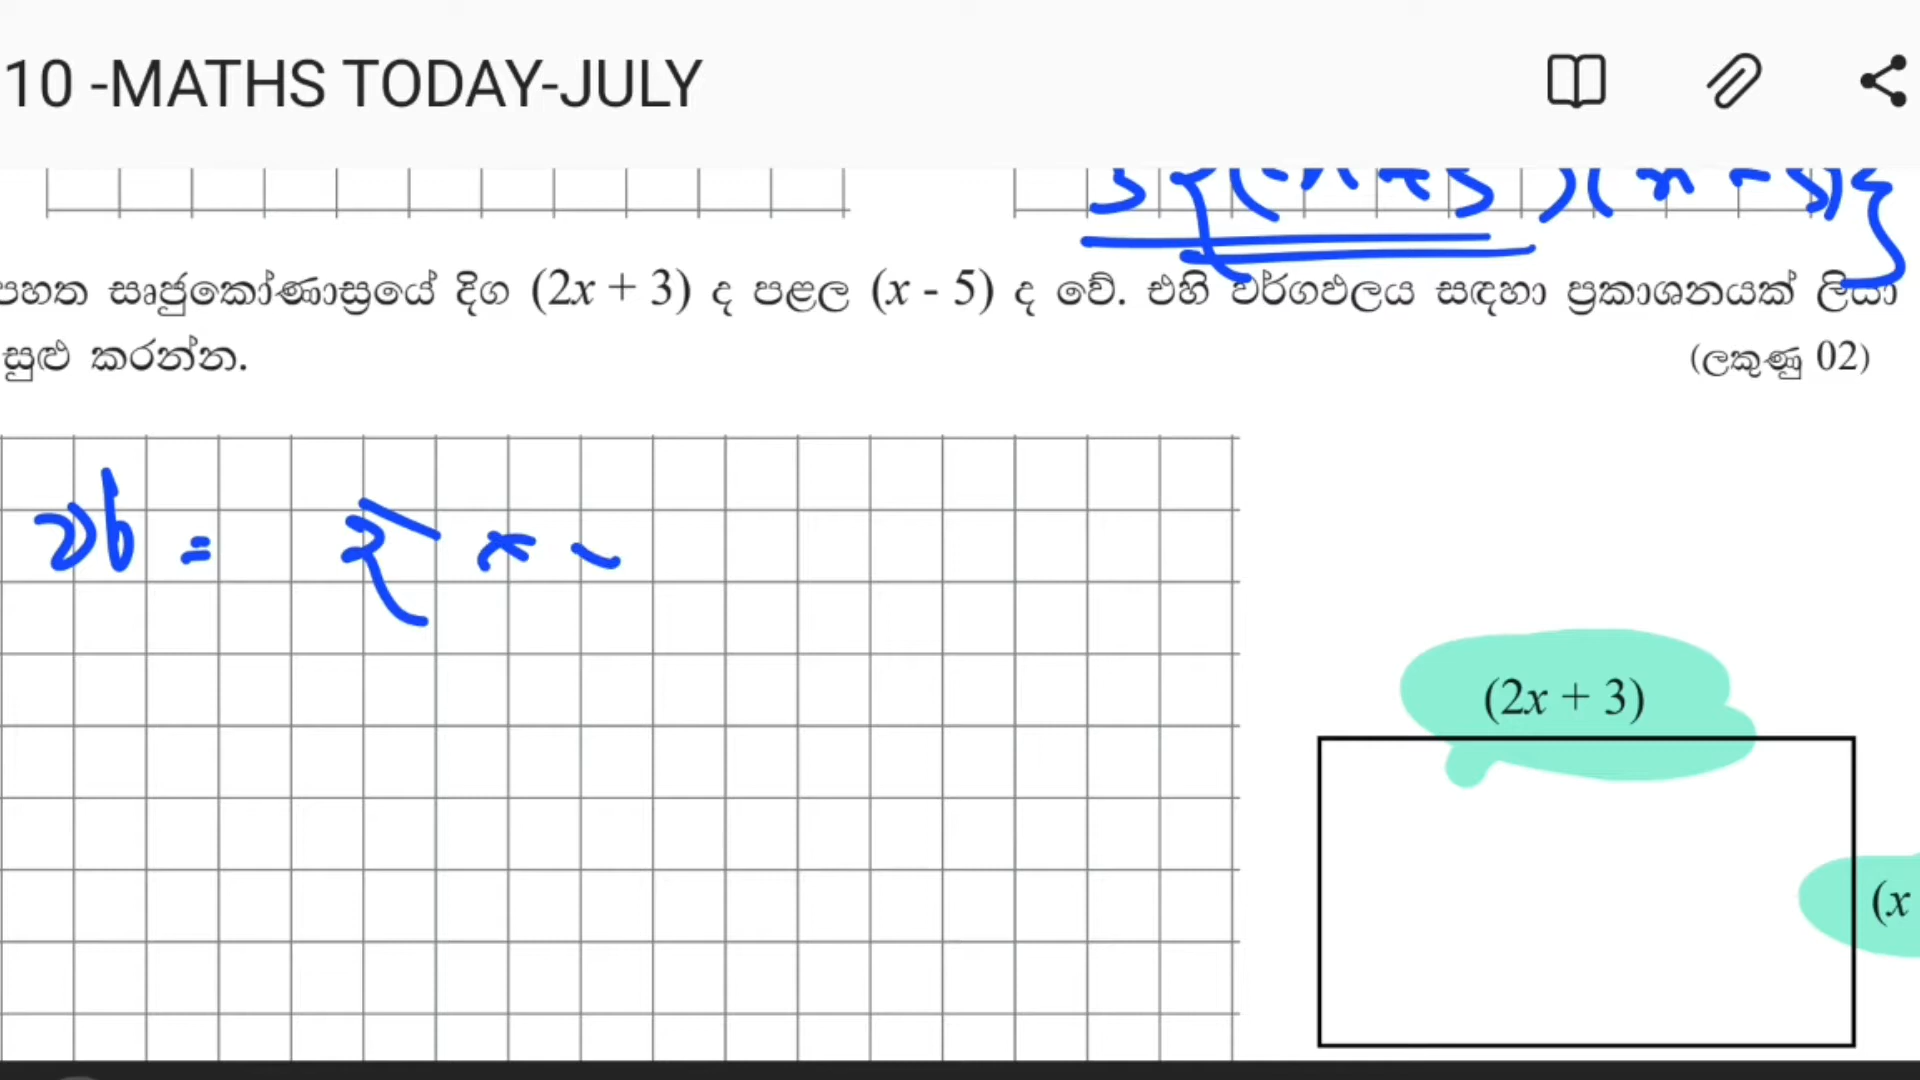 10 -MATHS TODAY-JULY
පහත සෘජුකෝණාස්‍රයේ දිග (2x + 3) ද පළල (x - 5) ද වේ. එහි වර්ගඵලය සඳහා ප්‍රකාශනයක් ලියා
සුළු කරන්න. (ලකුණු 02)
(2x + 3)
(x